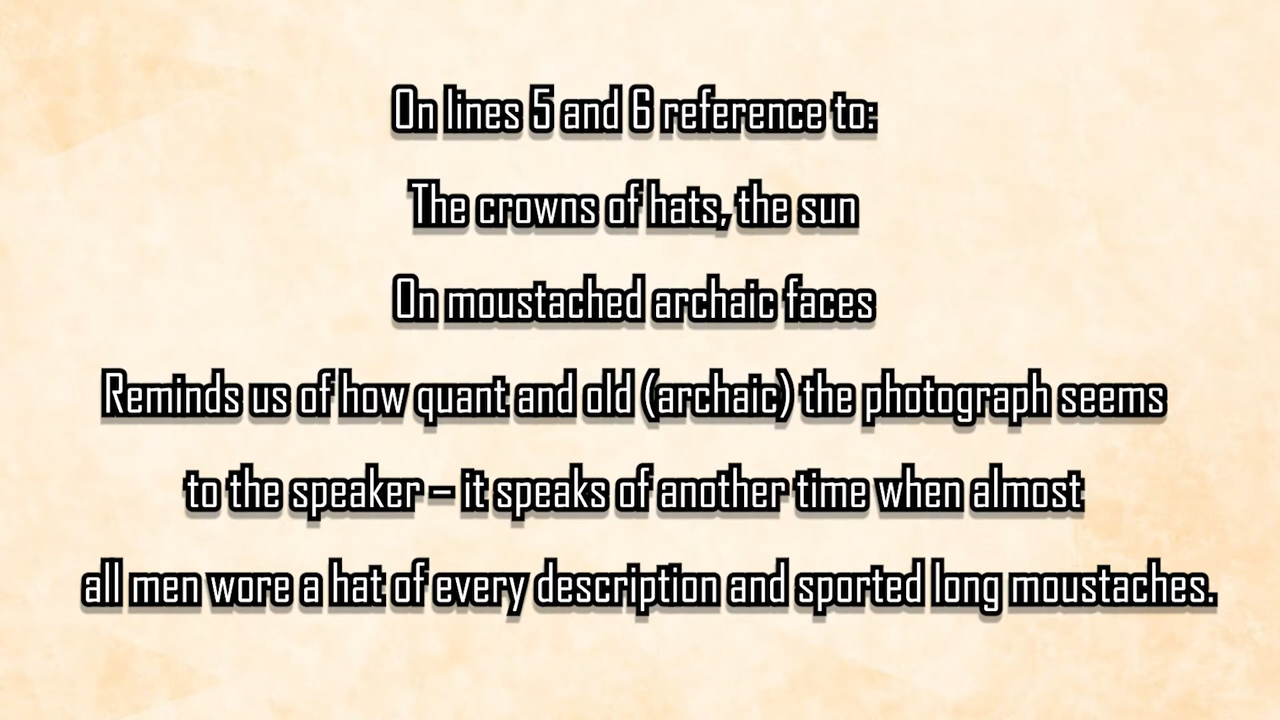 On lines 5 and 6 reference to:
The crowns of hats, the sun
On moustached archaic faces
Reminds us of how quant and old (archaic) the photograph seems
to the speaker – it speaks of another time when almost
all men wore a hat of every description and sported long moustaches.